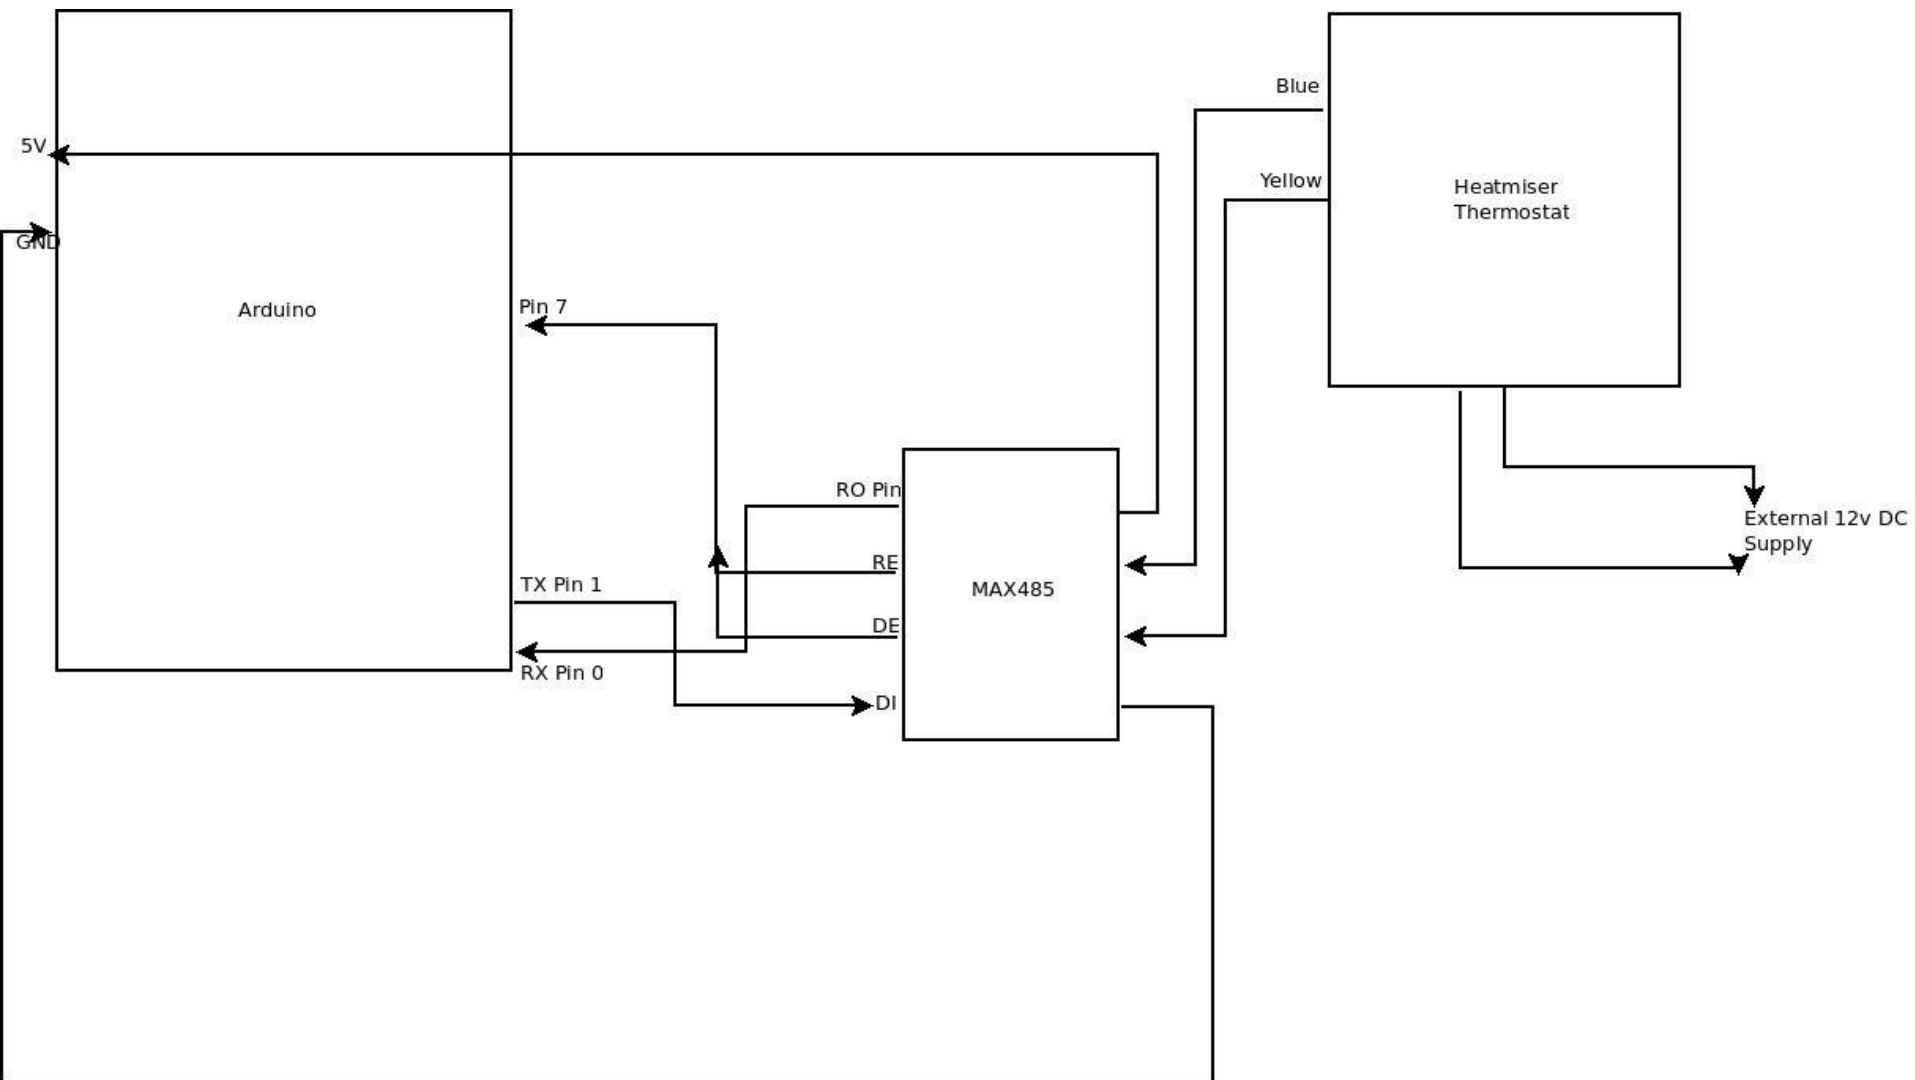 Blue
5V
Yellow
Heatmiser
Thermostat
GND
Arduino
Pin 7
RO Pin
External 12v DC
Supply
RE
TX Pin 1
MAX485
DE
RX Pin 0
DI